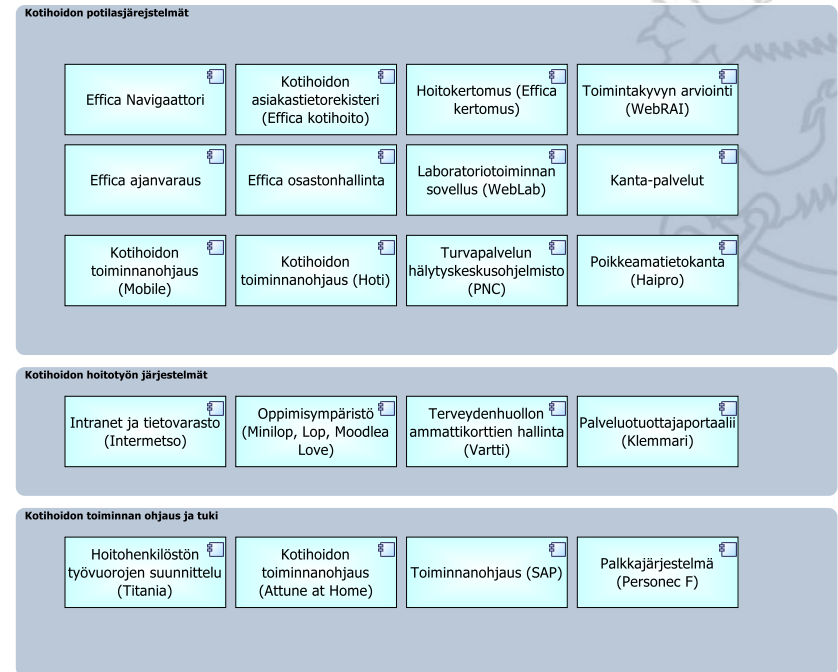 Kotihoidon potilasjärejstelmät
Effica Navigaattori
Kotihoidon
asiakastietorekisteri
(Effica kotihoito)
Hoitokertomus (Effica
kertomus)
Toimintakyvyn arviointi
(WebRAI)
Effica ajanvaraus
Effica osastonhallinta
Laboratoriotoiminnan
sovellus (WebLab)
Kanta-palvelut
Kotihoidon
toiminnanohjaus
(Mobile)
Kotihoidon
toiminnanohjaus (Hoti)
Turvapalvelun
hälytyskeskusohjelmisto
(PNC)
Poikkeamatietokanta
(Haipro)
Kotihoidon hoitotyön järjestelmät
Intranet ja tietovarasto
(Intermetso)
Oppimisympäristö
(Minilop, Lop, Moodlea
Love)
Terveydenhuollon
ammattikorttien hallinta
(Vartti)
Palveluotuottajaportaalii
(Klemmari)
Kotihoidon toiminnan ohjaus ja tuki
Hoitohenkilöstön
työvuorojen suunnittelu
(Titania)
Kotihoidon
toiminnanohjaus
(Attune at Home)
Toiminnanohjaus (SAP)
Palkkajärjestelmä
(Personec F)